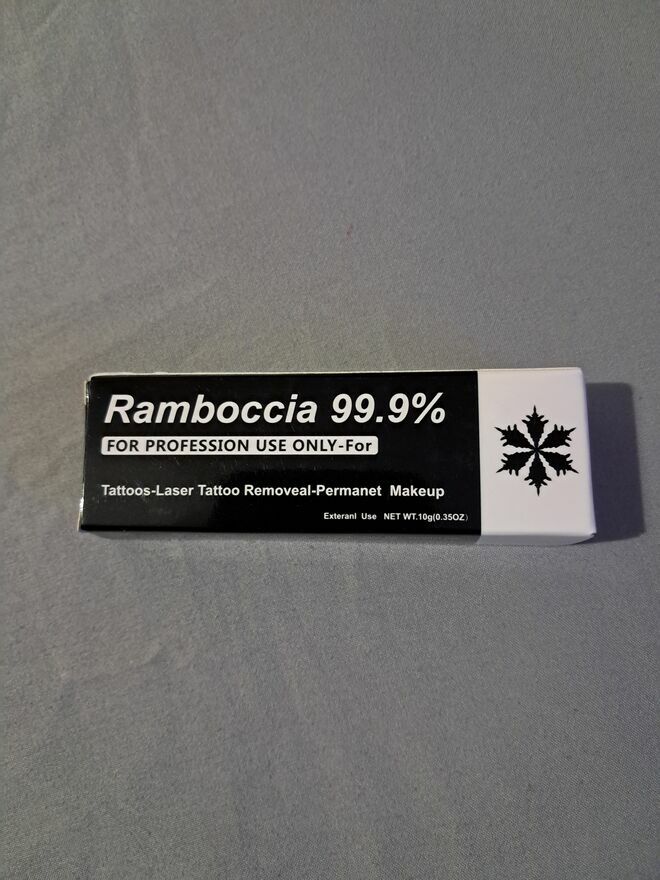 Ramboccia 99.9%
FOR PROFESSION USE ONLY-For
Tattoos-Laser Tattoo Removeal-Permanet Makeup
Exteranl Use NET WT.10g(0.35OZ)